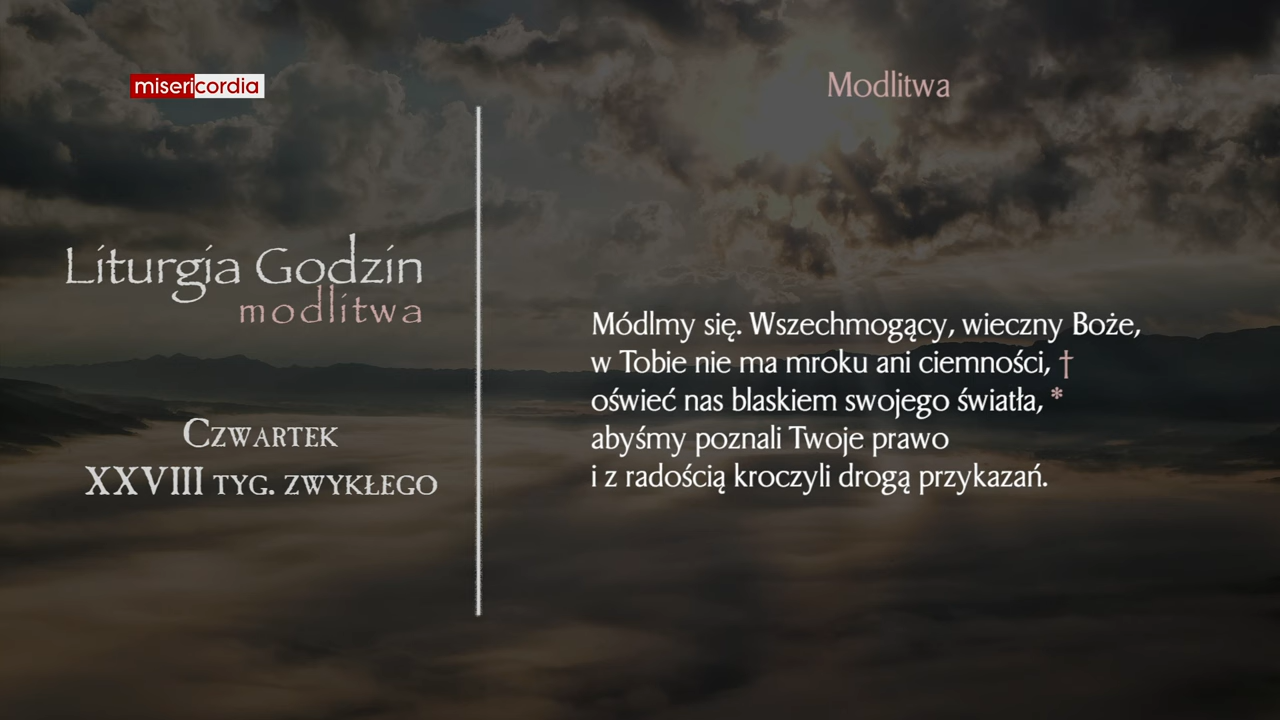 misericordia
Liturgia Godzin
modlitwa
Czwartek
XXVIII tyg. zwykłego
Modlitwa
Módlmy się. Wszechmogący, wieczny Boże,
w Tobie nie ma mroku ani ciemności, †
oświeć nas blaskiem swojego światła, *
abyśmy poznali Twoje prawo
i z radością kroczyli drogą przykazań.